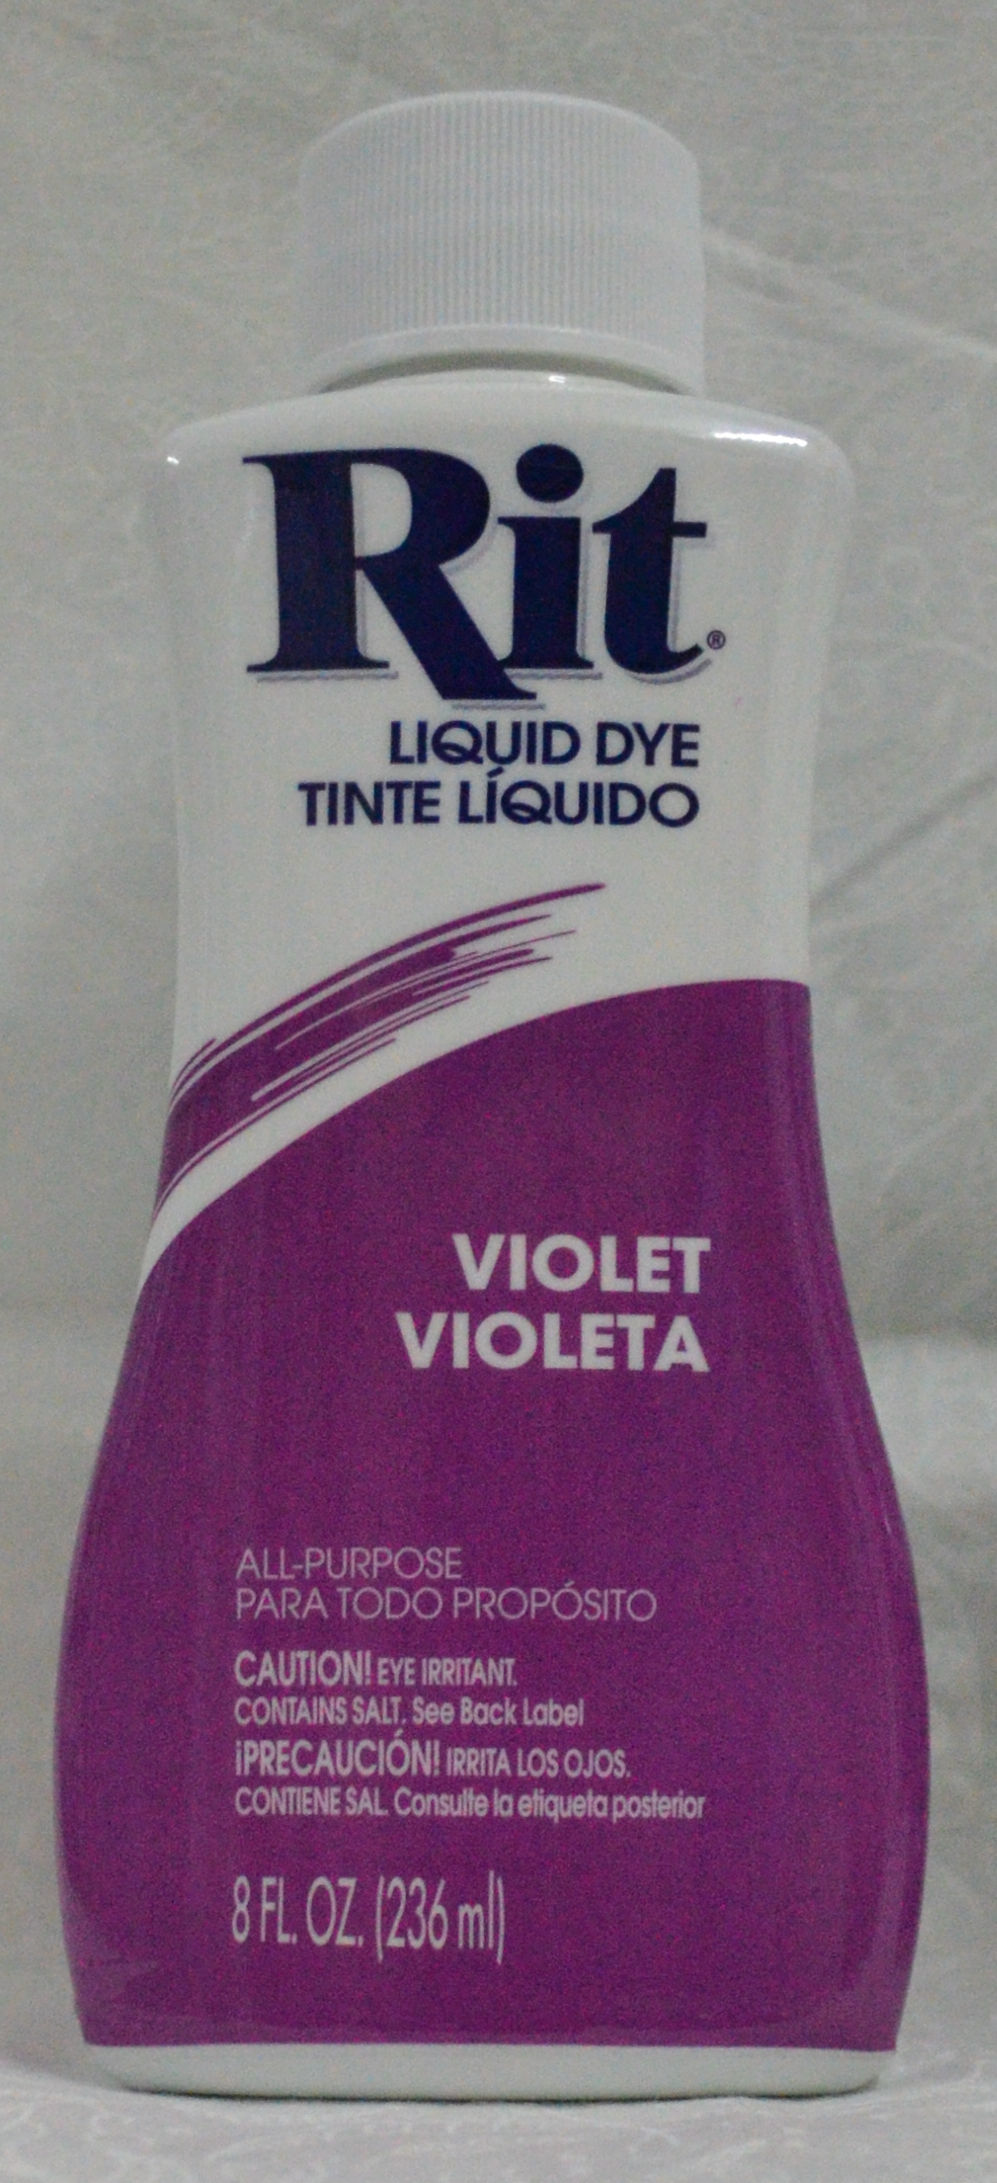 Rit®
LIQUID DYE
TINTE LÍQUIDO
VIOLET
VIOLETA
ALL-PURPOSE
PARA TODO PROPÓSITO
CAUTION! EYE IRRITANT.
CONTAINS SALT. See Back Label
¡PRECAUCIÓN! IRRITA LOS OJOS.
CONTIENE SAL. Consulte la etiqueta posterior
8 FL. OZ. (236 ml)